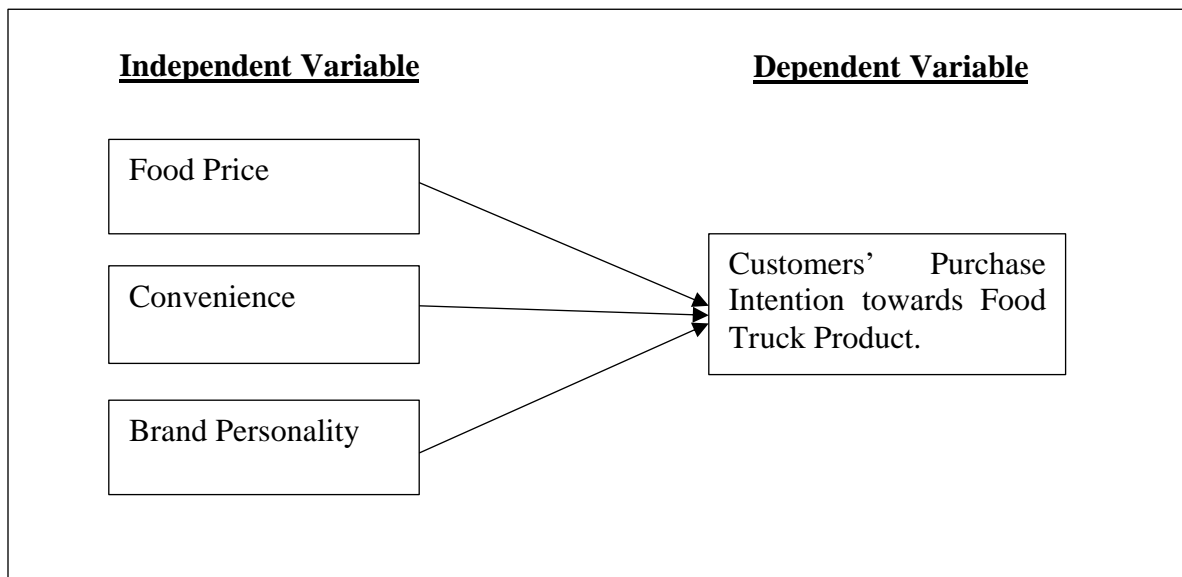 Independent Variable
Dependent Variable
Food Price
Convenience
Brand Personality
Customers’ Purchase
Intention towards Food
Truck Product.